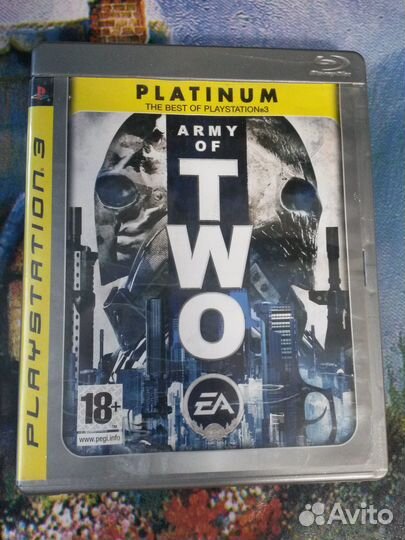 PLATINUM
THE BEST OF PLAYSTATION®3
ARMY
OF
TWO
EA
18+
www.pegi.info
PLAYSTATION 3
Avito